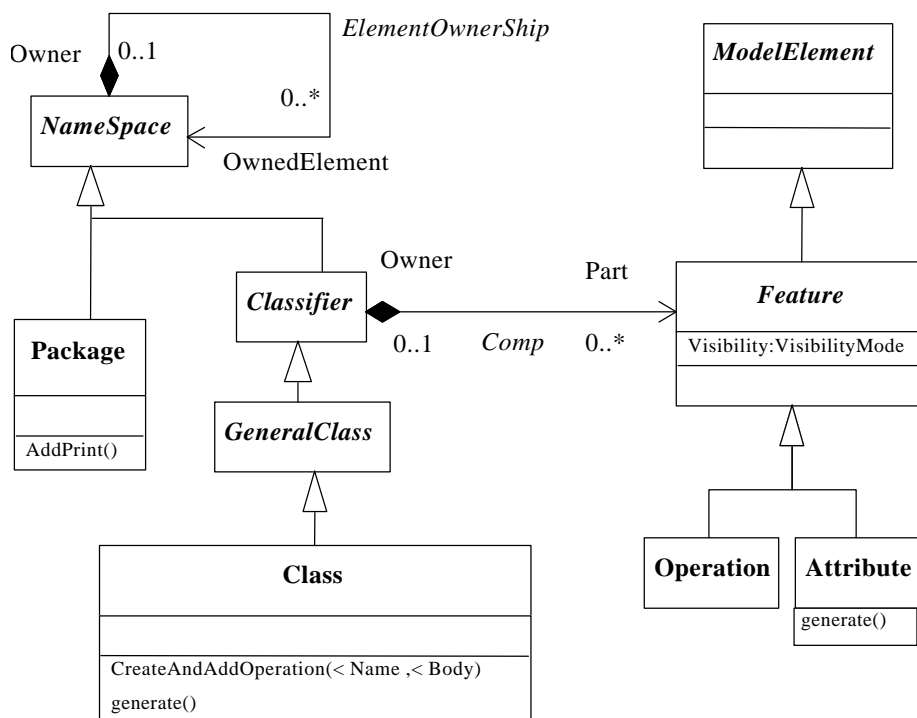 ElementOwnerShip
Owner
0..1
ModelElement
0..*
NameSpace
OwnedElement
Owner
Part
Classifier
Feature
0..1
Comp
0..*
Visibility:VisibilityMode
Package
AddPrint()
GeneralClass
Operation
Attribute
generate()
Class
CreateAndAddOperation(< Name ,< Body)
generate()